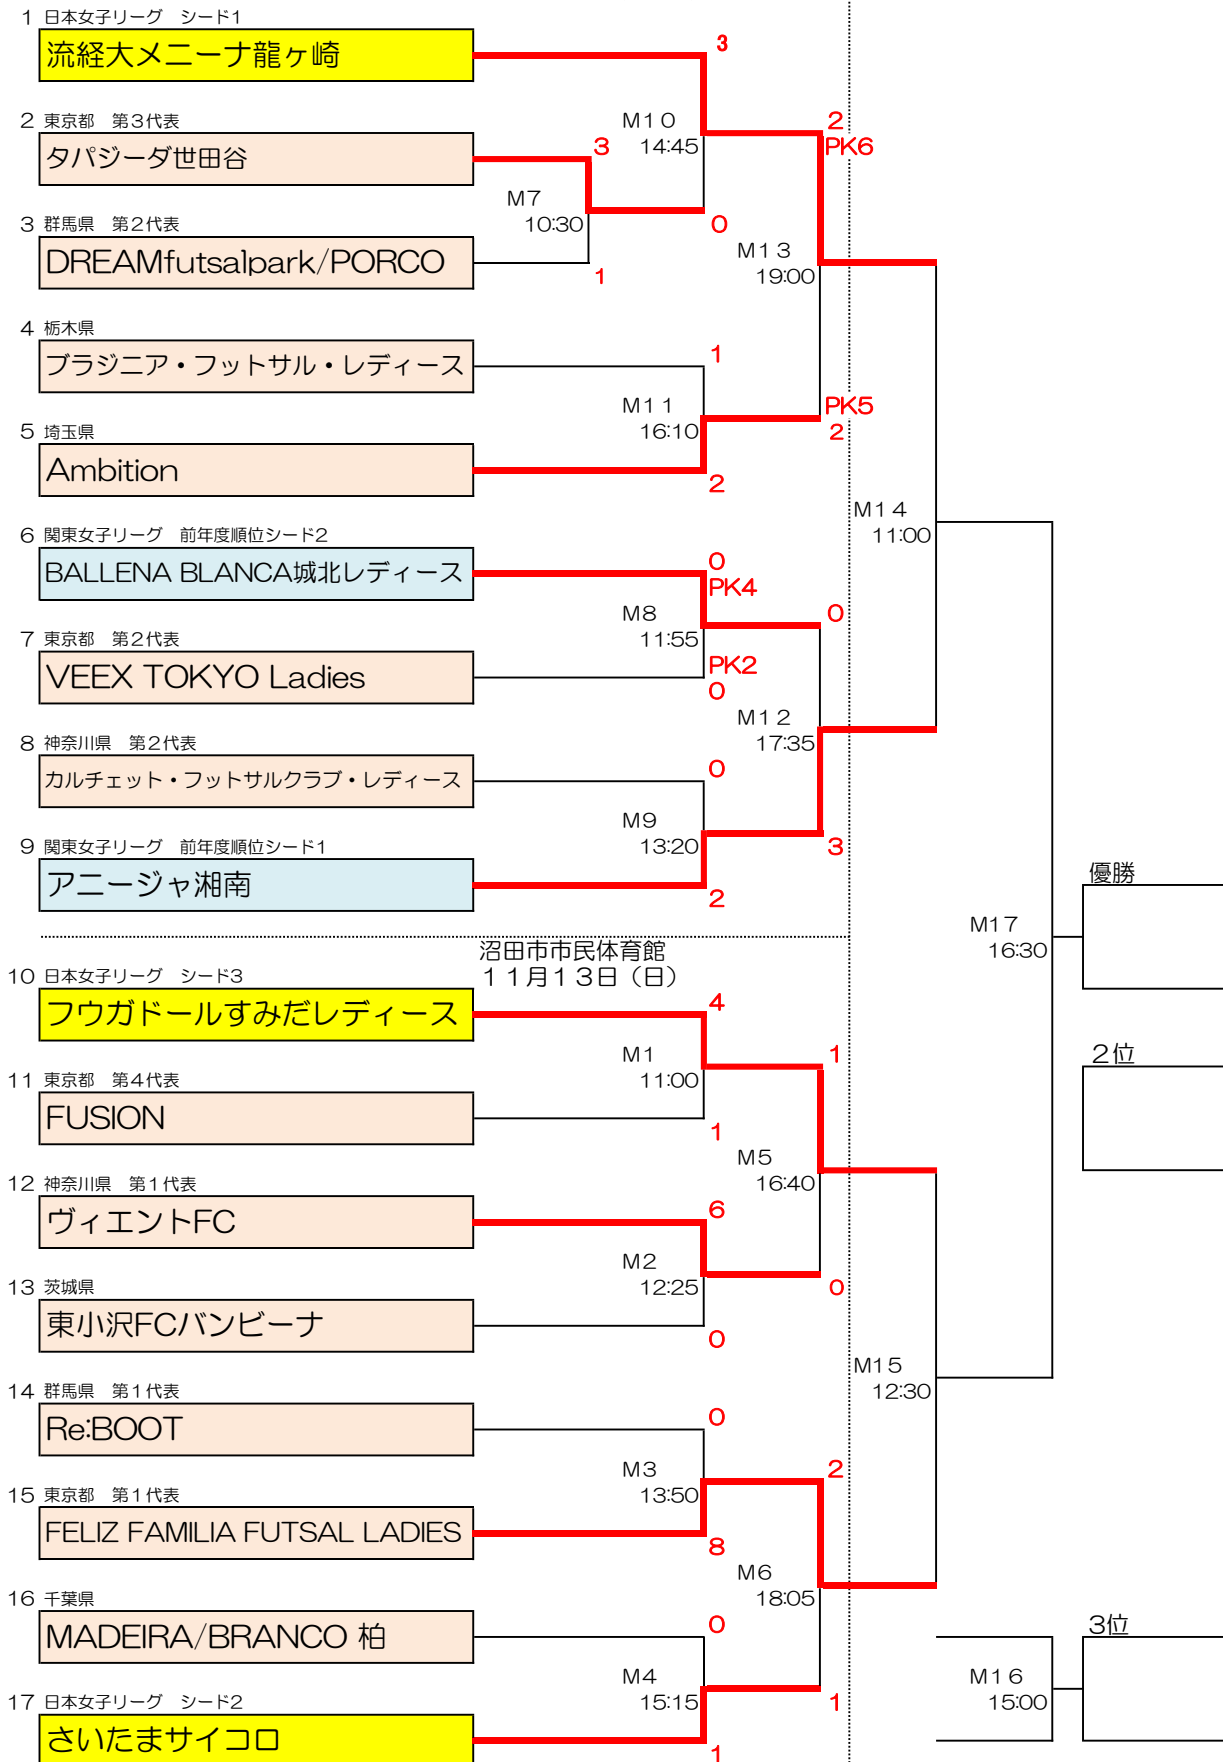 1 日本女子リーグ　シード1
3
流経大メニーナ龍ヶ崎
2 東京都　第3代表
M10
14:45
2
PK6
タパジーダ世田谷
3
M7
10:30
3 群馬県　第2代表
0
DREAMfutsalpark/PORCO
1
M13
19:00
4 栃木県
1
ブラジニア・フットサル・レディース
M11
16:10
PK5
2
5 埼玉県
Ambition
2
M14
11:00
6 関東女子リーグ　前年度順位シード2
0
PK4
BALLENA BLANCA城北レディース
M8
11:55
0
7 東京都　第2代表
PK2
0
VEEX TOKYO Ladies
M12
17:35
8 神奈川県　第2代表
0
カルチェット・フットサルクラブ・レディース
M9
13:20
3
9 関東女子リーグ　前年度順位シード1
アニージャ湘南
2
優勝
M17
16:30
沼田市市民体育館
11月13日（日）
10 日本女子リーグ　シード3
4
フウガドールすみだレディース
M1
11:00
1
2位
11 東京都　第4代表
FUSION
1
M5
16:40
12 神奈川県　第1代表
6
ヴィエントFC
M2
12:25
0
13 茨城県
東小沢FCバンビーナ
0
M15
12:30
14 群馬県　第1代表
0
Re:BOOT
M3
13:50
2
15 東京都　第1代表
FELIZ FAMILIA FUTSAL LADIES
8
M6
18:05
16 千葉県
0
MADEIRA/BRANCO 柏
3位
M4
15:15
1
M16
15:00
17 日本女子リーグ　シード2
さいたまサイコロ
1